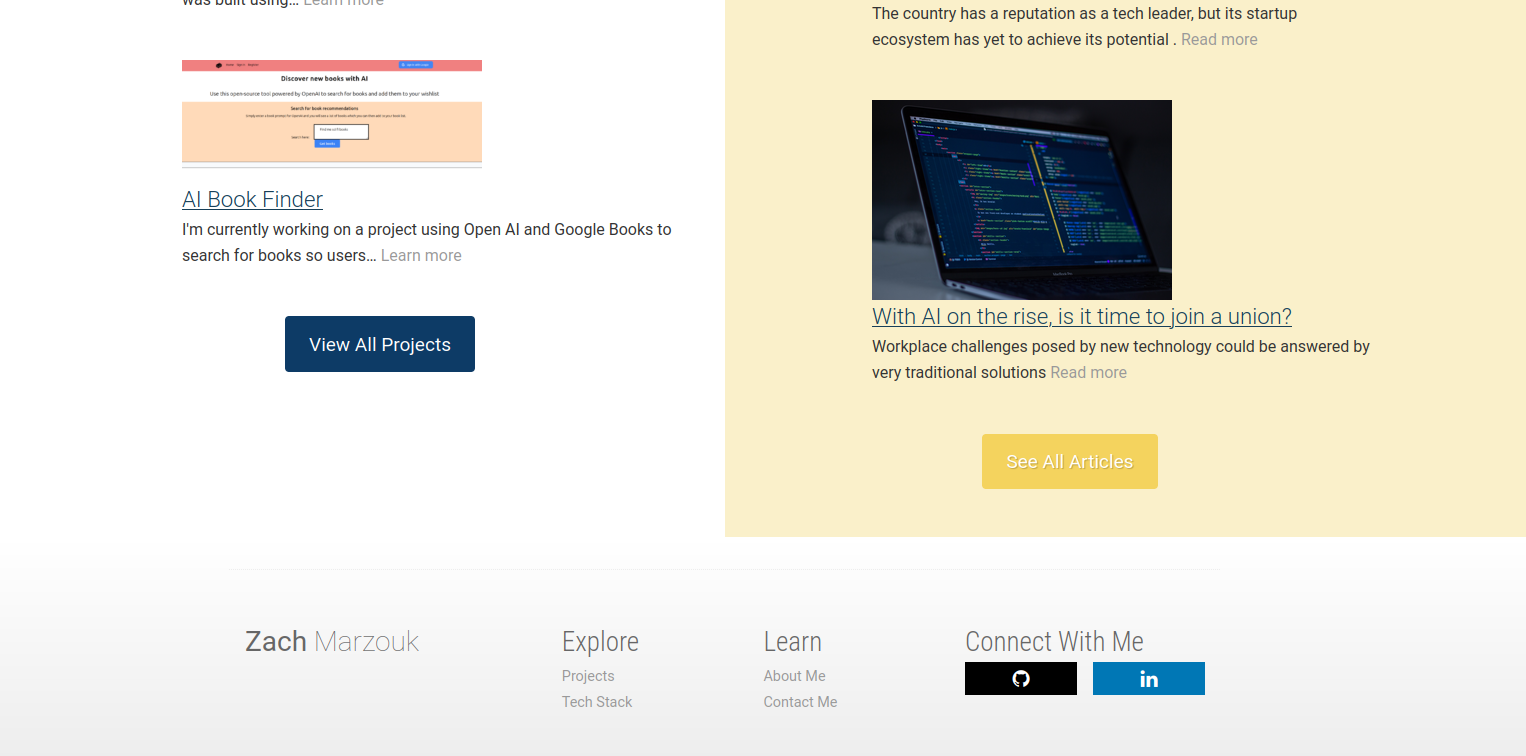 was built using... Learn more
Discover new books with AI
Use this open-source tool powered by OpenAI to search for books and add them to your wishlist
Search for book recommendations
AI Book Finder
I'm currently working on a project using Open AI and Google Books to
search for books so users... Learn more
View All Projects
The country has a reputation as a tech leader, but its startup
ecosystem has yet to achieve its potential . Read more
With AI on the rise, is it time to join a union?
Workplace challenges posed by new technology could be answered by
very traditional solutions Read more
See All Articles
Zach Marzouk
Explore
Projects
Tech Stack
Learn
About Me
Contact Me
Connect With Me
in